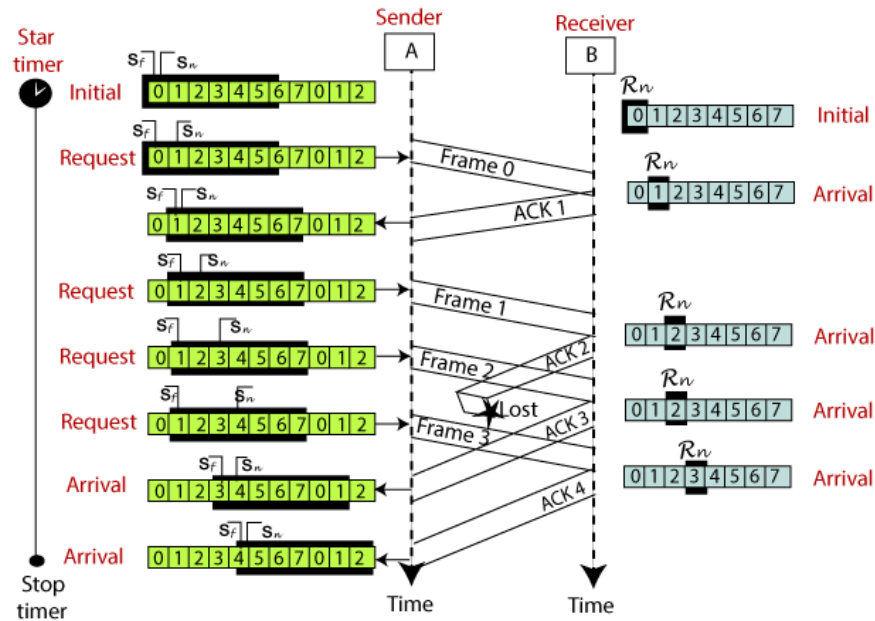 Sender
Receiver
Star
timer
A
B
Sf Sn
Initial
0 1 2 3 4 5 6 7 0 1 2
Rn
0 1 2 3 4 5 6 7
Initial
Sf Sn
Request
0 1 2 3 4 5 6 7 0 1 2
Frame 0
Rn
0 1 2 3 4 5 6 7
Arrival
Sf Sn
0 1 2 3 4 5 6 7 0 1 2
ACK 1
Sf Sn
Request
0 1 2 3 4 5 6 7 0 1 2
Frame 1
Rn
0 1 2 3 4 5 6 7
Arrival
Sf Sn
Request
0 1 2 3 4 5 6 7 0 1 2
Frame 2
ACK 2
Rn
0 1 2 3 4 5 6 7
Arrival
Sf Sn
Request
0 1 2 3 4 5 6 7 0 1 2
Lost
Frame 3
ACK 3
Rn
0 1 2 3 4 5 6 7
Arrival
Sf Sn
Arrival
0 1 2 3 4 5 6 7 0 1 2
ACK 4
Sf Sn
Arrival
0 1 2 3 4 5 6 7 0 1 2
Stop
timer
Time
Time